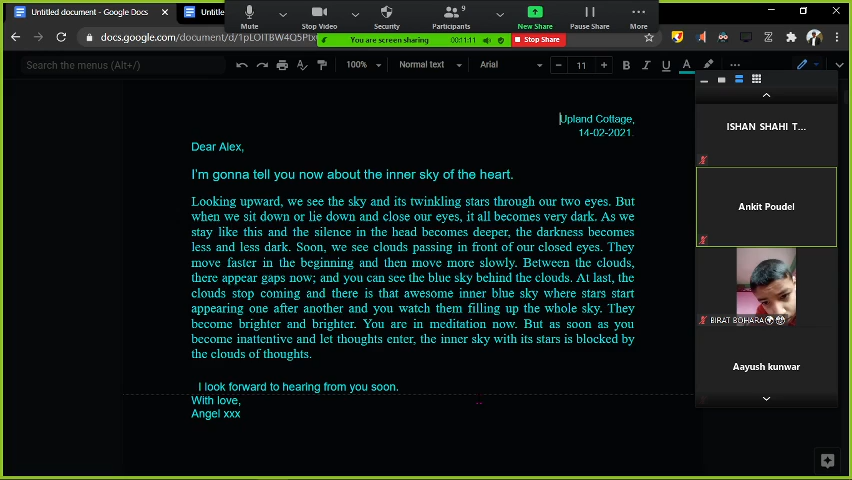 Untitled document - Google Docs
Untitled doc
Mute
Stop Video
Security
9
Participants
New Share
Pause Share
More
You are screen sharing
00:11:11
Stop Share
docs.google.com/document/d/
Search the menus (Alt+/)
100%
Normal text
Arial
11
B
I
U
A
Upland Cottage,
14-02-2021.
Dear Alex,
I'm gonna tell you now about the inner sky of the heart.
Looking upward, we see the sky and its twinkling stars through our two eyes. But
when we sit down or lie down and close our eyes, it all becomes very dark. As we
stay like this and the silence in the head becomes deeper, the darkness becomes
less and less dark. Soon, we see clouds passing in front of our closed eyes. They
move faster in the beginning and then move more slowly. Between the clouds,
there appear gaps now; and you can see the blue sky behind the clouds. At last, the
clouds stop coming and there is that awesome inner blue sky where stars start
appearing one after another and you watch them filling up the whole sky. They
become brighter and brighter. You are in meditation now. But as soon as you
become inattentive and let thoughts enter, the inner sky with its stars is blocked by
the clouds of thoughts.
I look forward to hearing from you soon.
With love,
Angel xxx
ISHAN SHAHI T...
Ankit Poudel
BIRAT BOHARA
Aayush kunwar